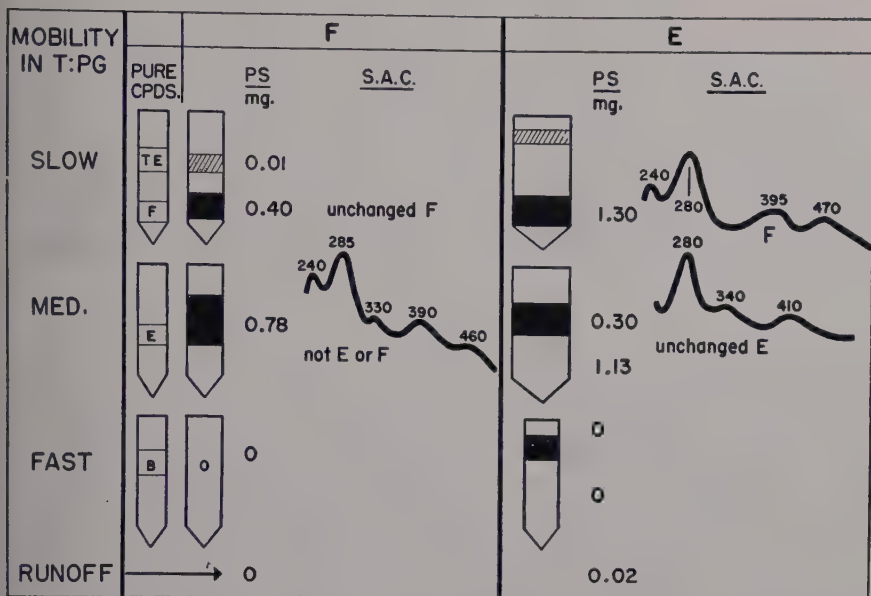 MOBILITY
IN T:PG
F
E
PURE
CPDS.
PS
mg.
S.A.C.
PS
mg.
S.A.C.
SLOW
TE
F
0.01
0.40
unchanged F
1.30
240
280
395
470
F
MED.
E
0.78
240
285
330
390
460
not E or F
0.30
1.13
280
340
410
unchanged E
FAST
B
O
0
0
0
RUNOFF
0
0.02